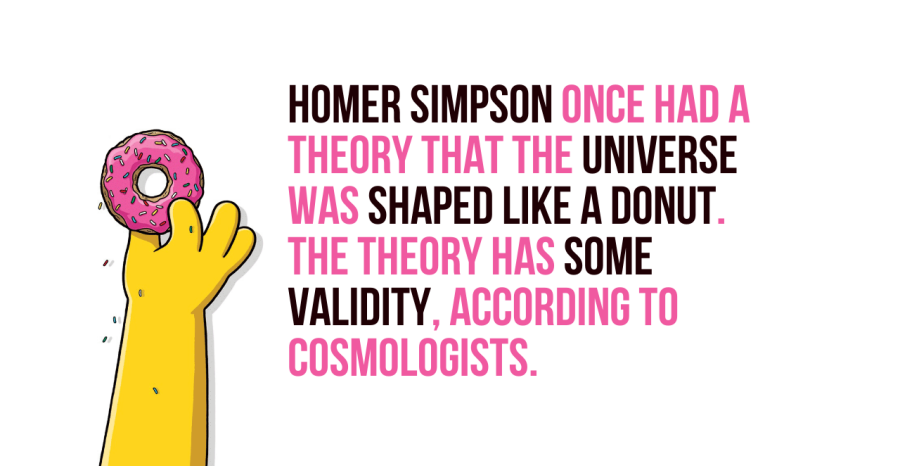 HOMER SIMPSON ONCE HAD A
THEORY THAT THE UNIVERSE
WAS SHAPED LIKE A DONUT.
THE THEORY HAS SOME
VALIDITY, ACCORDING TO
COSMOLOGISTS.